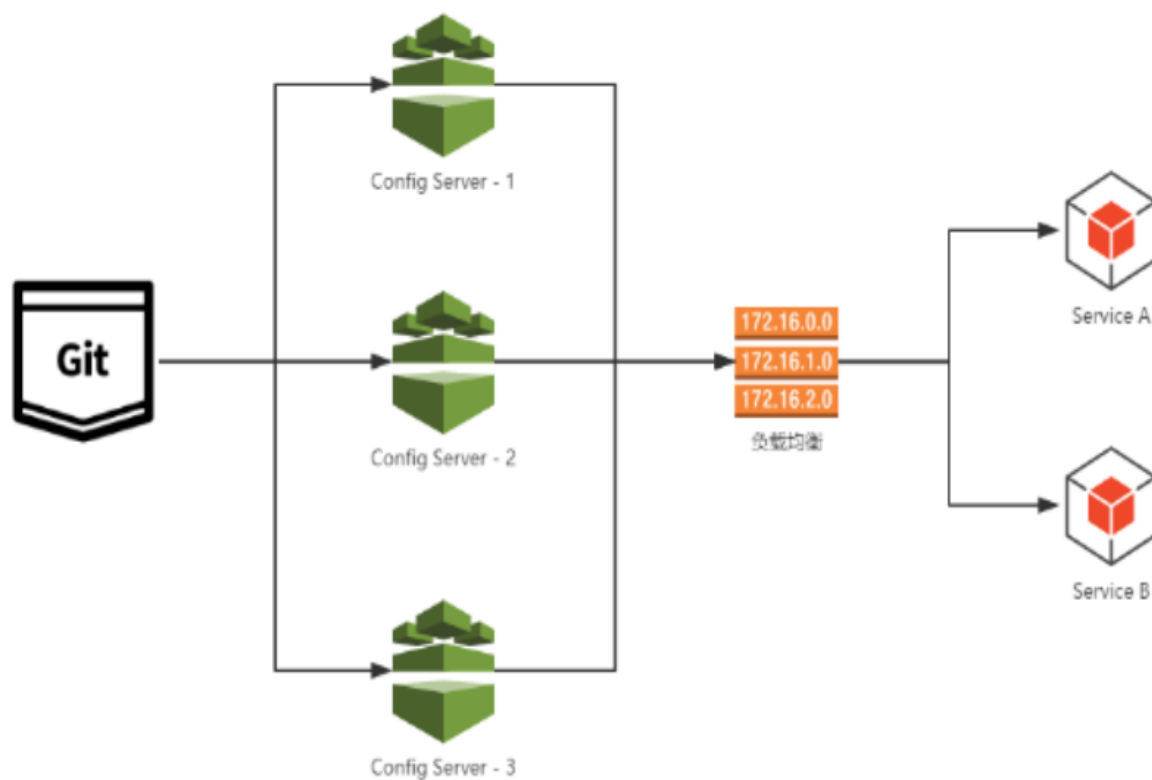 Config Server - 1
Git
Config Server - 2
Config Server - 3
172.16.0.0
172.16.1.0
172.16.2.0
负载均衡
Service A
Service B